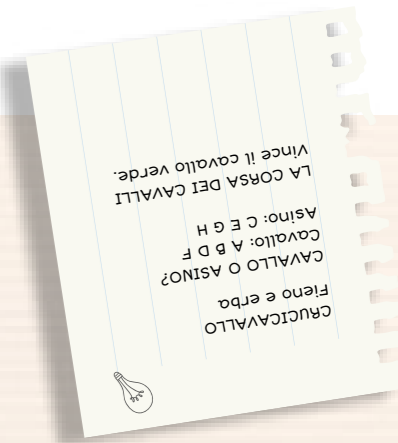 CRUCICAVALLO
Fieno e erba
CAVALLO O ASINO?
Cavallo: A B D F
Asino: C E G H
LA CORSA DEI CAVALLI
Vince il cavallo verde.